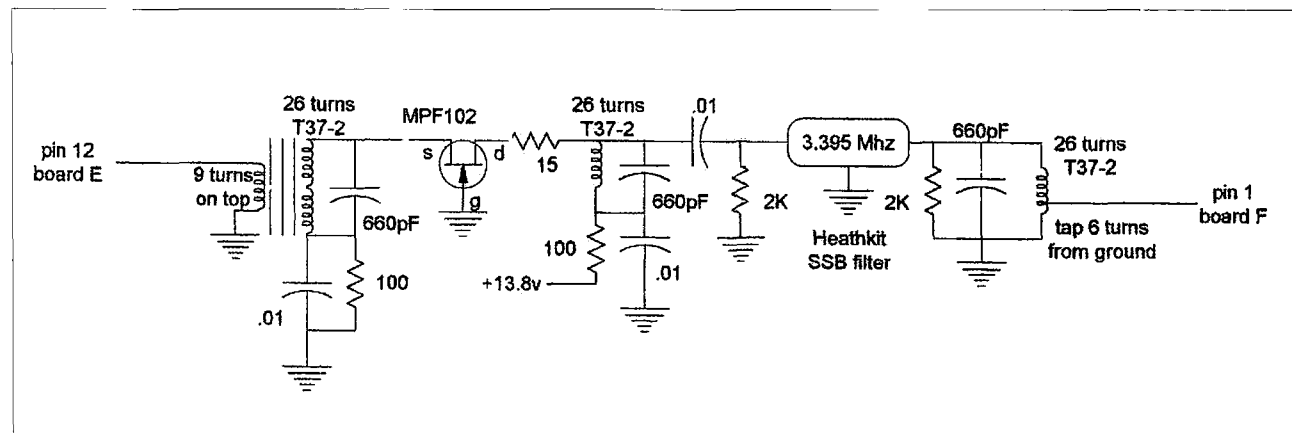 pin 12
board E
9 turns
on top
26 turns
T37-2
660pF
.01
100
MPF102
s
d
g
15
26 turns
T37-2
660pF
100
+13.8v
.01
.01
2K
3.395 Mhz
Heathkit
SSB filter
2K
660pF
26 turns
T37-2
tap 6 turns
from ground
pin 1
board F